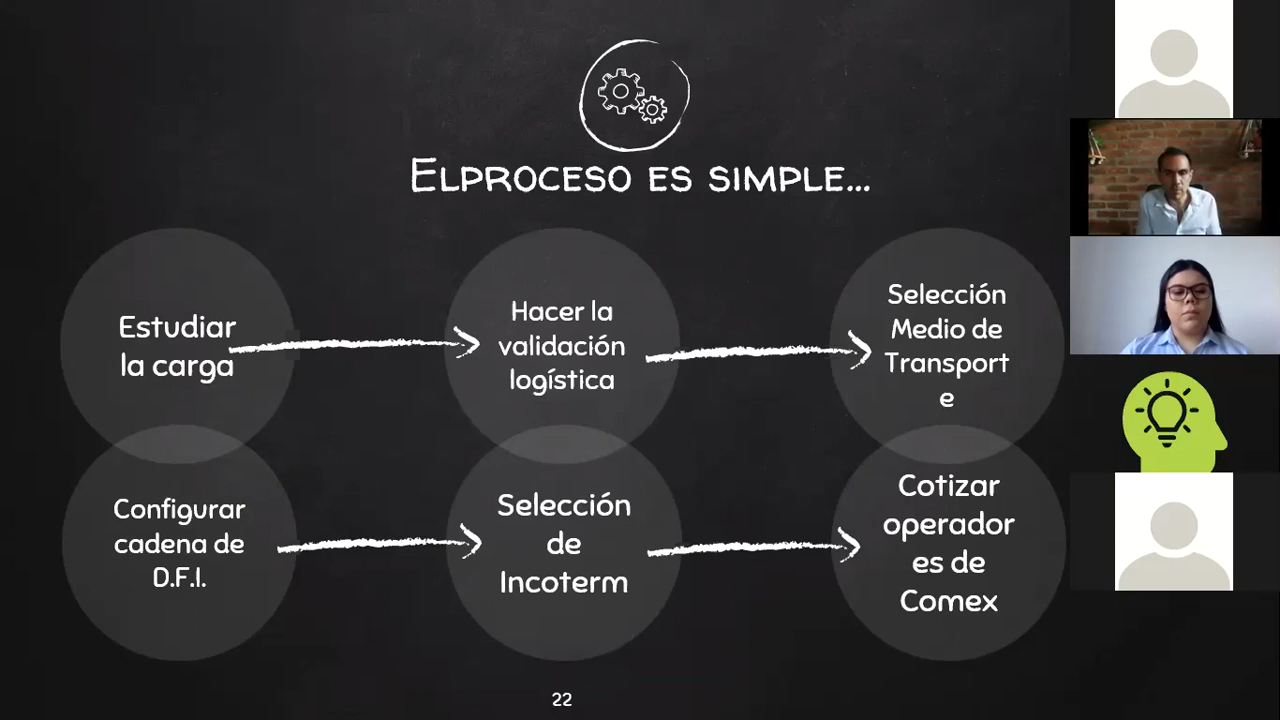 Elproceso es simple...
Estudiar
la carga
Hacer la
validación
logística
Selección
Medio de
Transport
e
Configurar
cadena de
D.F.I.
Selección
de
Incoterm
Cotizar
operador
es de
Comex
22